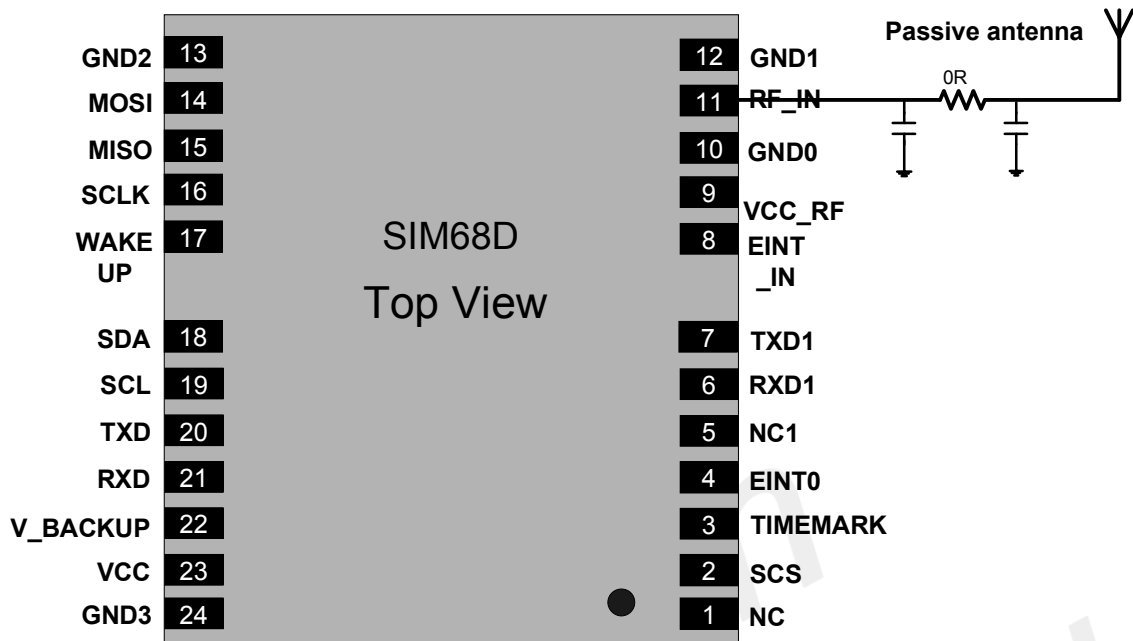 Passive antenna
0R
GND2 13
12 GND1
MOSI 14
11 RF_IN
MISO 15
10 GND0
SCLK 16
9 VCC_RF
WAKE UP 17
8 EINT _IN
SIM68D
Top View
SDA 18
7 TXD1
SCL 19
6 RXD1
TXD 20
5 NC1
RXD 21
4 EINT0
V_BACKUP 22
3 TIMEMARK
VCC 23
2 SCS
GND3 24
1 NC